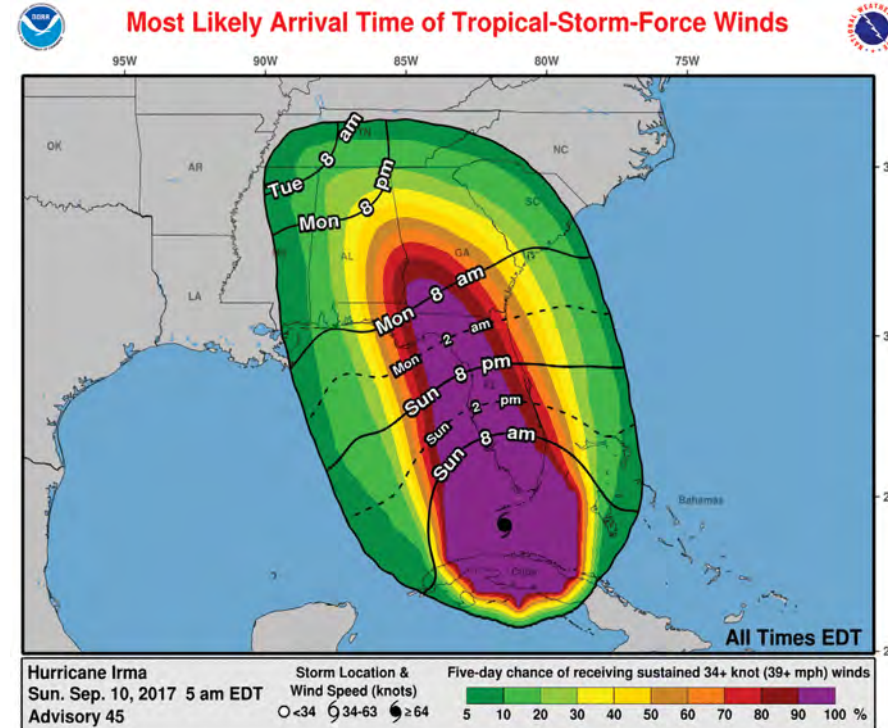 NOAA
Most Likely Arrival Time of Tropical-Storm-Force Winds
95W 90W 85W 80W 75W
OK
AR
TN
NC
SC
AL
GA
LA
FL
Tue 8 am
Mon 8 pm
Mon 8 am
Mon 2 am
Sun 8 pm
Sun 2 pm
Sun 8 am
Bahamas
Cuba
All Times EDT
Hurricane Irma
Sun. Sep. 10, 2017 5 am EDT
Advisory 45
Storm Location &
Wind Speed (knots)
<34 34-63 ≥ 64
Five-day chance of receiving sustained 34+ knot (39+ mph) winds
5 10 20 30 40 50 60 70 80 90 100 %